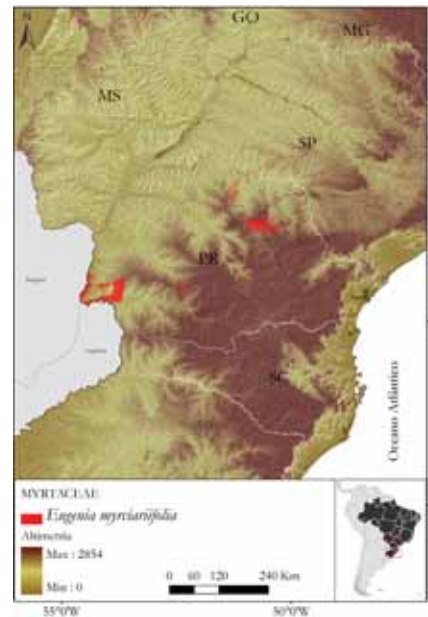 N
GO
MG
MS
SP
PR
SC
Oceano Atlântico
MYRTACEAE
Eugenia myrciariifolia
Altimetria
Max : 2854
Min : 0
0 60 120 240 Km
55°0'W 50°0'W